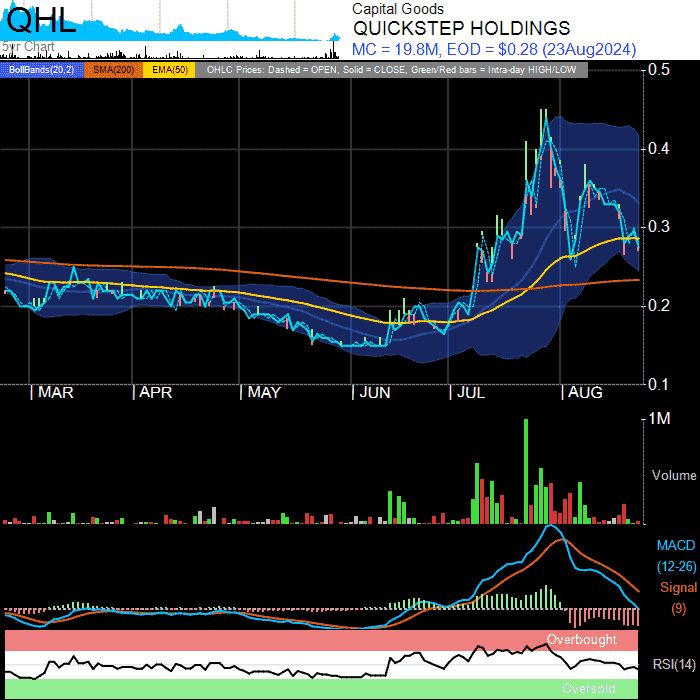 QHL
5yr Chart
Capital Goods
QUICKSTEP HOLDINGS
MC = 19.8M, EOD = $0.28 (23Aug2024)
BollBands(20,2) SMA(200) EMA(50) OHLC Prices: Dashed = OPEN, Solid = CLOSE, Green/Red bars = Intra-day HIGH/LOW
0.5
0.4
0.3
0.2
0.1
| MAR | APR | MAY | JUN | JUL | AUG
1M
Volume
MACD
(12-26)
Signal
(9)
Overbought
RSI(14)
Oversold